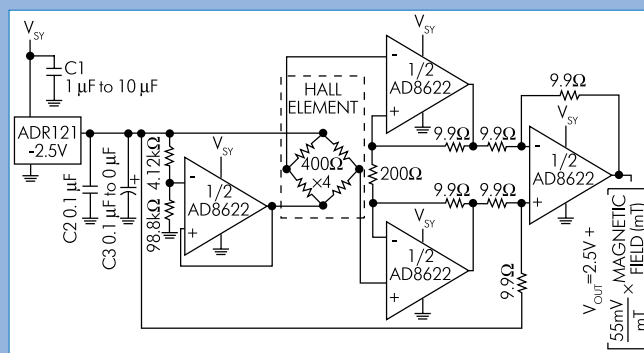 V_SY
C1
1 µF to 10 µF
ADR121
-2.5V
C2 0.1 µF
C3 0.1 µF to 0 µF
98.8kΩ 4.12kΩ
V_SY
-
+
1/2
AD8622
HALL
ELEMENT
400Ω
×4
V_SY
-
+
1/2
AD8622
200Ω
9.9Ω
9.9Ω
9.9Ω
9.9Ω
V_SY
-
+
1/2
AD8622
9.9Ω
V_SY
-
+
1/2
AD8622
9.9Ω
V_OUT=2.5V +
[55mV/mT × MAGNETIC FIELD (mT)]